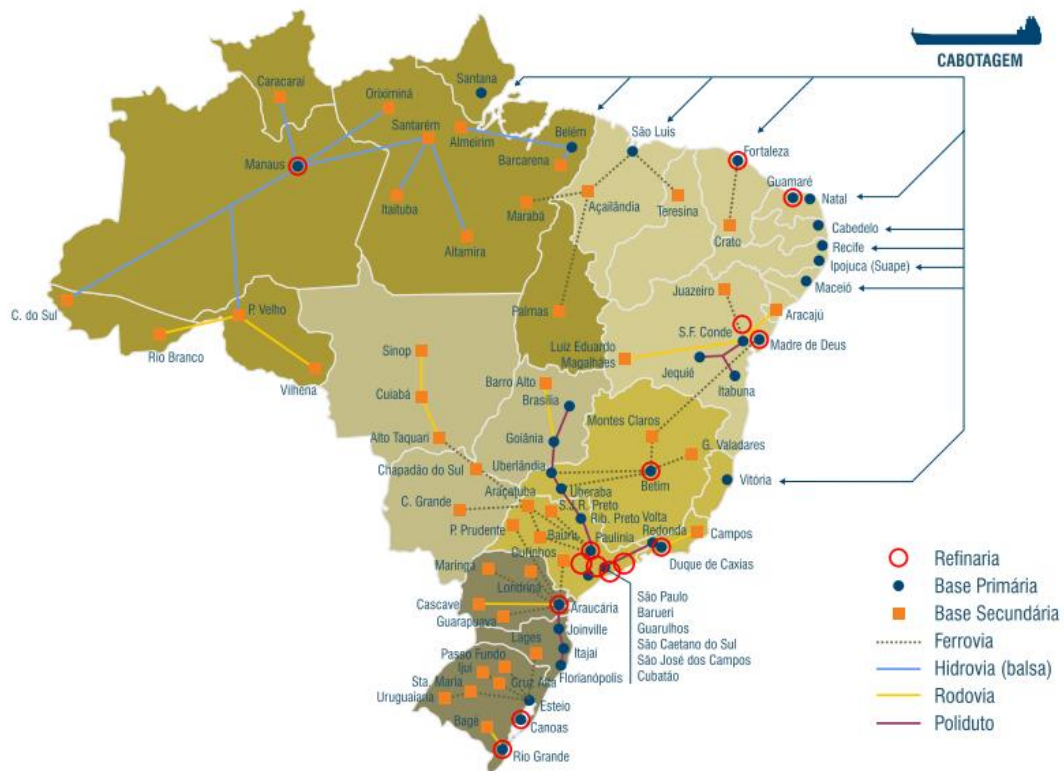 CABOTAGEM
Caracaraí
Santana
Oriximiná
Santarém
Almeirim
Belém
Barcarena
São Luis
Fortaleza
Manaus
Guamaré
Natal
Itaituba
Marabá
Açailândia
Teresina
Crato
Cabedelo
Altamira
Recife
Ipojuca (Suape)
Juazeiro
Maceió
C. do Sul
P. Velho
Palmas
Aracajú
S.F. Conde
Madre de Deus
Rio Branco
Sinop
Luiz Eduardo
Magalhães
Jequié
Itabuna
Vilhena
Cuiabá
Barro Alto
Brasília
Montes Claros
Alto Taquari
Goiânia
G. Valadares
Chapadão do Sul
Uberlândia
Betim
Vitória
Uberaba
Araçatuba
C. Grande
S.J.R. Preto
Rib. Preto
Volta
Redonda
P. Prudente
Bauru
Paulínia
Campos
Ourinhos
Duque de Caxias
Maringá
Londrina
São Paulo
Barueri
Guarulhos
São Caetano do Sul
São José dos Campos
Cubatão
Cascavel
Araucária
Guarapuava
Joinville
Lages
Itajaí
Florianópolis
Passo Fundo
Ijuí
Sta. Maria
Cruz Alta
Uruguaiana
Esteio
Bagé
Canoas
Rio Grande
Refinaria
Base Primária
Base Secundária
Ferrovia
Hidrovia (balsa)
Rodovia
Poliduto